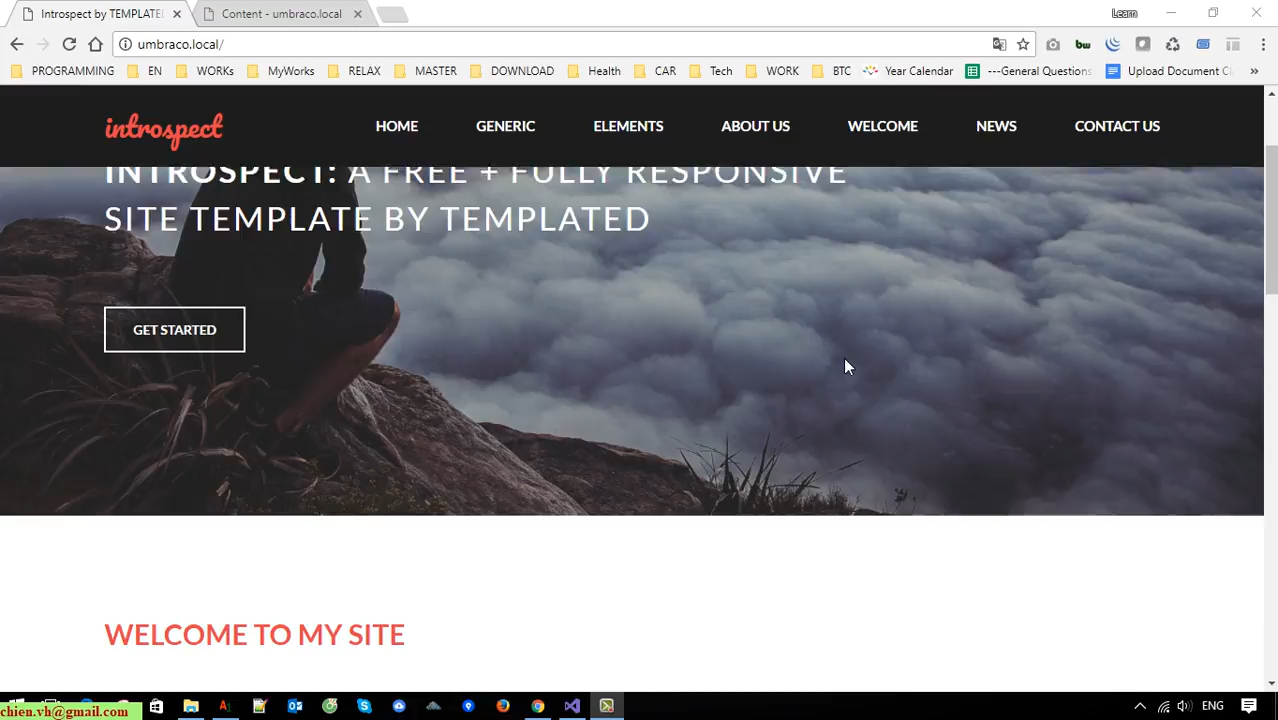 Introspect by TEMPLATE
Content - umbraco.local
Learn
umbraco.local/
PROGRAMMING
EN
WORKs
MyWorks
RELAX
MASTER
DOWNLOAD
Health
CAP
Tech
WORK
BTC
Year Calendar
---General Questions
Upload Document
introspect
HOME
GENERIC
ELEMENTS
ABOUT US
WELCOME
NEWS
CONTACT US
INTROSPECT: A FREE + FULLY RESPONSIVE
SITE TEMPLATE BY TEMPLATED
GET STARTED
WELCOME TO MY SITE
chien.vh@gmail.com
ENG